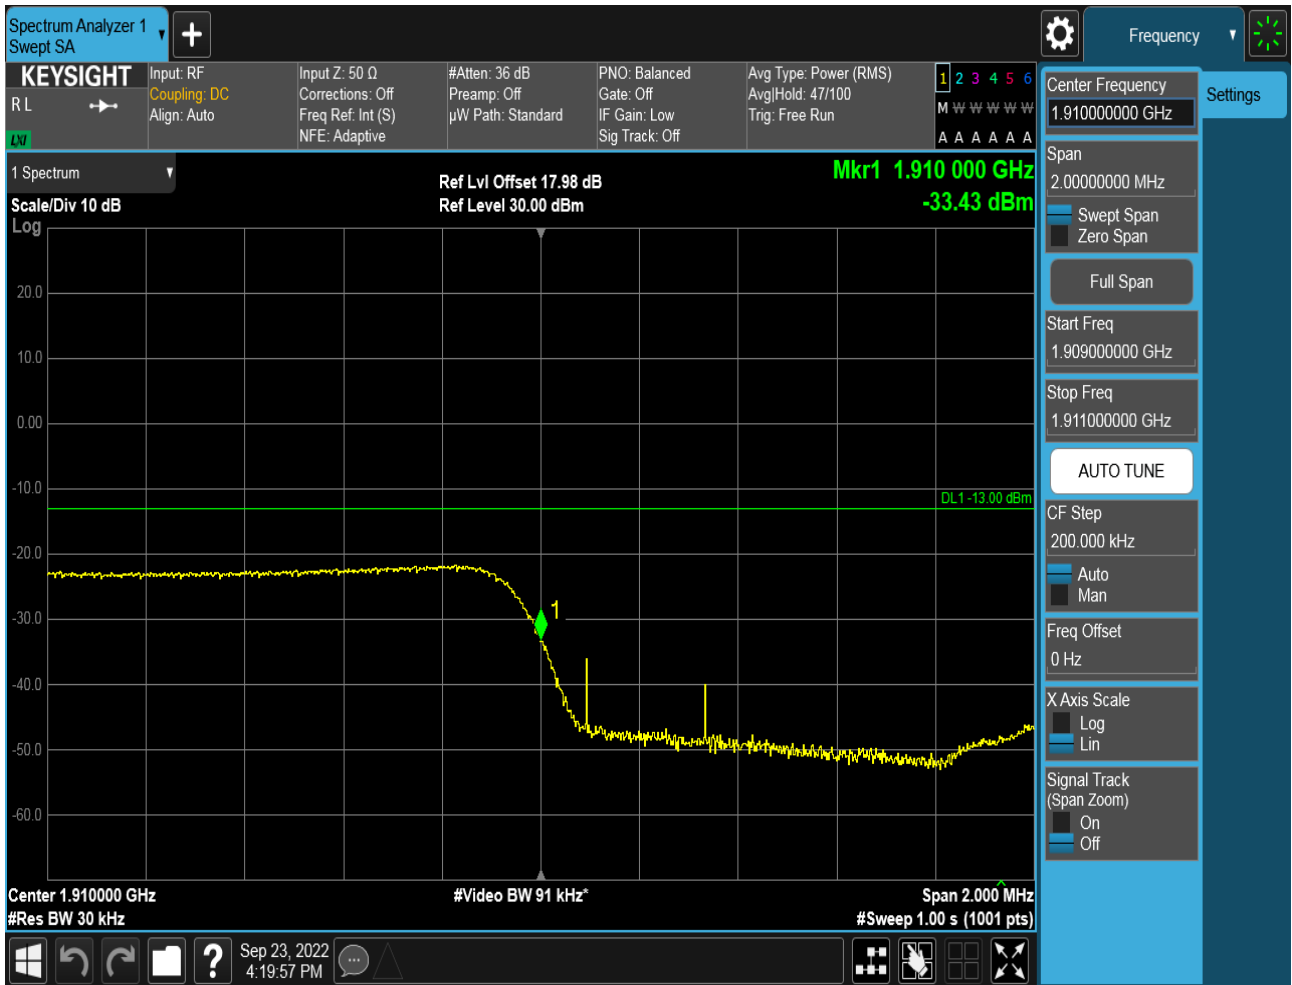 Spectrum Analyzer 1
Swept SA
Frequency
KEYSIGHT
R L
LXI
Input: RF
Coupling: DC
Align: Auto
Input Z: 50 Ω
Corrections: Off
Freq Ref: Int (S)
NFE: Adaptive
#Atten: 36 dB
Preamp: Off
µW Path: Standard
PNO: Balanced
Gate: Off
IF Gain: Low
Sig Track: Off
Avg Type: Power (RMS)
Avg|Hold: 47/100
Trig: Free Run
1 2 3 4 5 6
M W W W W W
A A A A A A
1 Spectrum
Scale/Div 10 dB
Log
Ref Lvl Offset 17.98 dB
Ref Level 30.00 dBm
Mkr1 1.910 000 GHz
-33.43 dBm
20.0
10.0
0.00
-10.0
DL1 -13.00 dBm
-20.0
-30.0
1
-40.0
-50.0
-60.0
Center 1.910000 GHz
#Video BW 91 kHz*
Span 2.000 MHz
#Res BW 30 kHz
#Sweep 1.00 s (1001 pts)
Center Frequency
1.910000000 GHz
Settings
Span
2.00000000 MHz
Swept Span
Zero Span
Full Span
Start Freq
1.909000000 GHz
Stop Freq
1.911000000 GHz
AUTO TUNE
CF Step
200.000 kHz
Auto
Man
Freq Offset
0 Hz
X Axis Scale
Log
Lin
Signal Track
(Span Zoom)
On
Off
?
Sep 23, 2022
4:19:57 PM